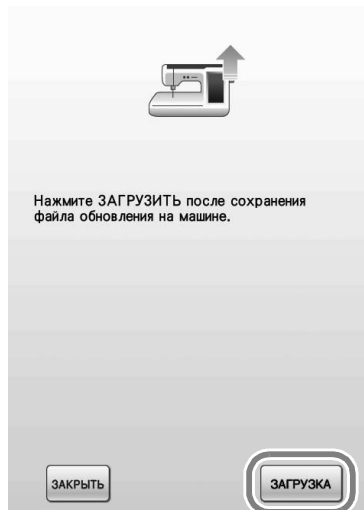 Нажмите ЗАГРУЗИТЬ после сохранения
файла обновления на машине.
ЗАКРЫТЬ
ЗАГРУЗКА